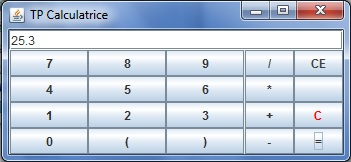 TP Calculatrice
25.3
7 8 9 / CE
4 5 6 *
1 2 3 + C
0 ( ) - =